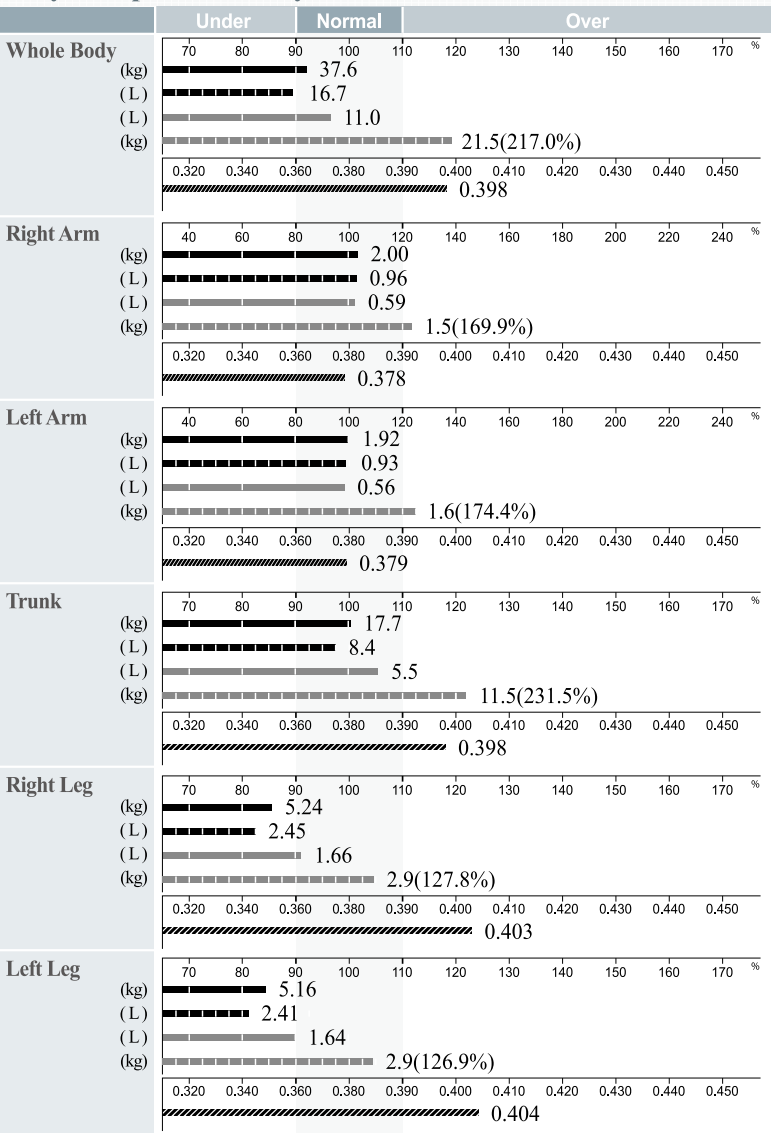 Under Normal Over
Whole Body
70 80 90 100 110 120 130 140 150 160 170 %
(kg) 37.6
(L) 16.7
(L) 11.0
(kg) 21.5(217.0%)
0.320 0.340 0.360 0.380 0.390 0.400 0.410 0.420 0.430 0.440 0.450
0.398
Right Arm
40 60 80 100 120 140 160 180 200 220 240 %
(kg) 2.00
(L) 0.96
(L) 0.59
(kg) 1.5(169.9%)
0.320 0.340 0.360 0.380 0.390 0.400 0.410 0.420 0.430 0.440 0.450
0.378
Left Arm
40 60 80 100 120 140 160 180 200 220 240 %
(kg) 1.92
(L) 0.93
(L) 0.56
(kg) 1.6(174.4%)
0.320 0.340 0.360 0.380 0.390 0.400 0.410 0.420 0.430 0.440 0.450
0.379
Trunk
70 80 90 100 110 120 130 140 150 160 170 %
(kg) 17.7
(L) 8.4
(L) 5.5
(kg) 11.5(231.5%)
0.320 0.340 0.360 0.380 0.390 0.400 0.410 0.420 0.430 0.440 0.450
0.398
Right Leg
70 80 90 100 110 120 130 140 150 160 170 %
(kg) 5.24
(L) 2.45
(L) 1.66
(kg) 2.9(127.8%)
0.320 0.340 0.360 0.380 0.390 0.400 0.410 0.420 0.430 0.440 0.450
0.403
Left Leg
70 80 90 100 110 120 130 140 150 160 170 %
(kg) 5.16
(L) 2.41
(L) 1.64
(kg) 2.9(126.9%)
0.320 0.340 0.360 0.380 0.390 0.400 0.410 0.420 0.430 0.440 0.450
0.404